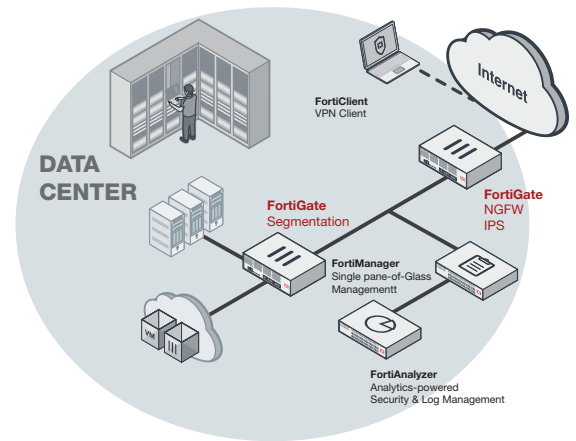 Internet
FortiClient
VPN Client
DATA
CENTER
FortiGate
NGFW
IPS
FortiGate
Segmentation
FortiManager
Single pane-of-Glass
Managementt
VM
FortiAnalyzer
Analytics-powered
Security & Log Management